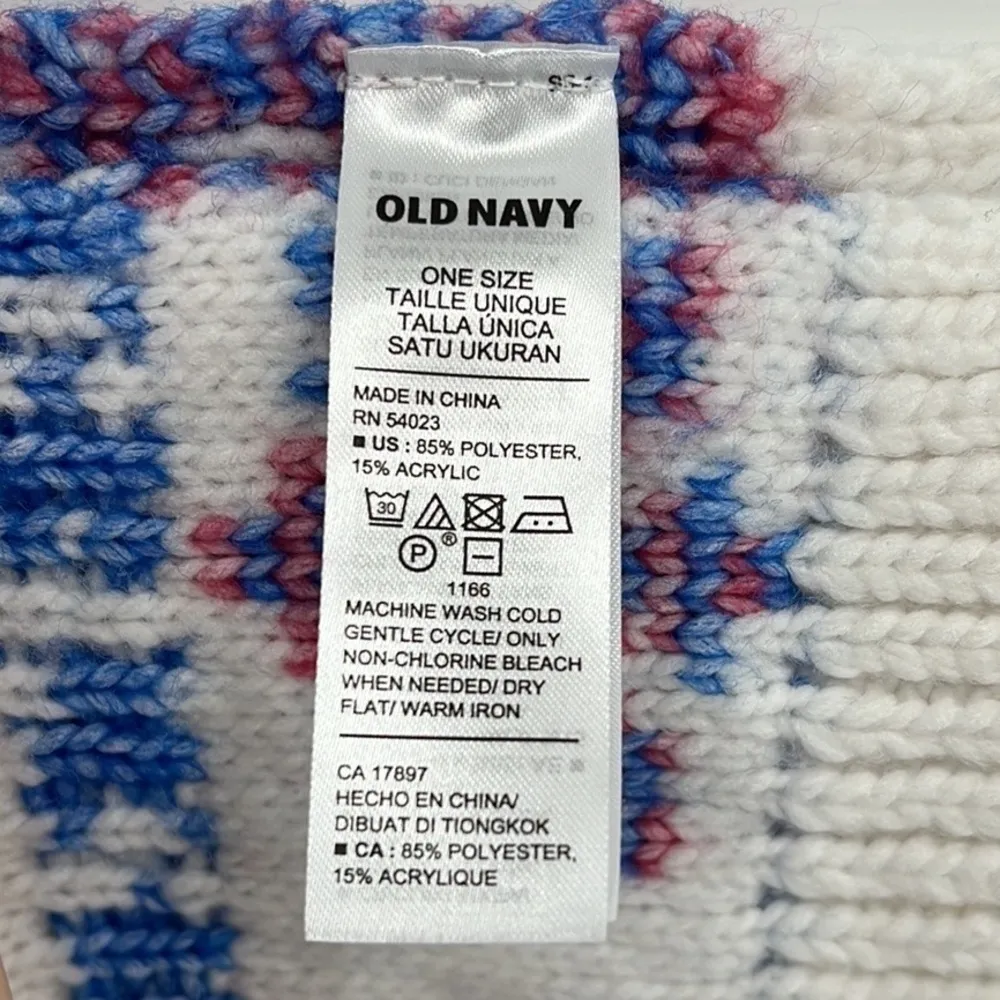 OLD NAVY
ONE SIZE
TAILLE UNIQUE
TALLA ÚNICA
SATU UKURAN
MADE IN CHINA
RN 54023
■ US : 85% POLYESTER,
15% ACRYLIC
30
P ®
1166
MACHINE WASH COLD
GENTLE CYCLE/ ONLY
NON-CHLORINE BLEACH
WHEN NEEDED/ DRY
FLAT/ WARM IRON
CA 17897
HECHO EN CHINA/
DIBUAT DI TIONGKOK
■ CA : 85% POLYESTER,
15% ACRYLIQUE